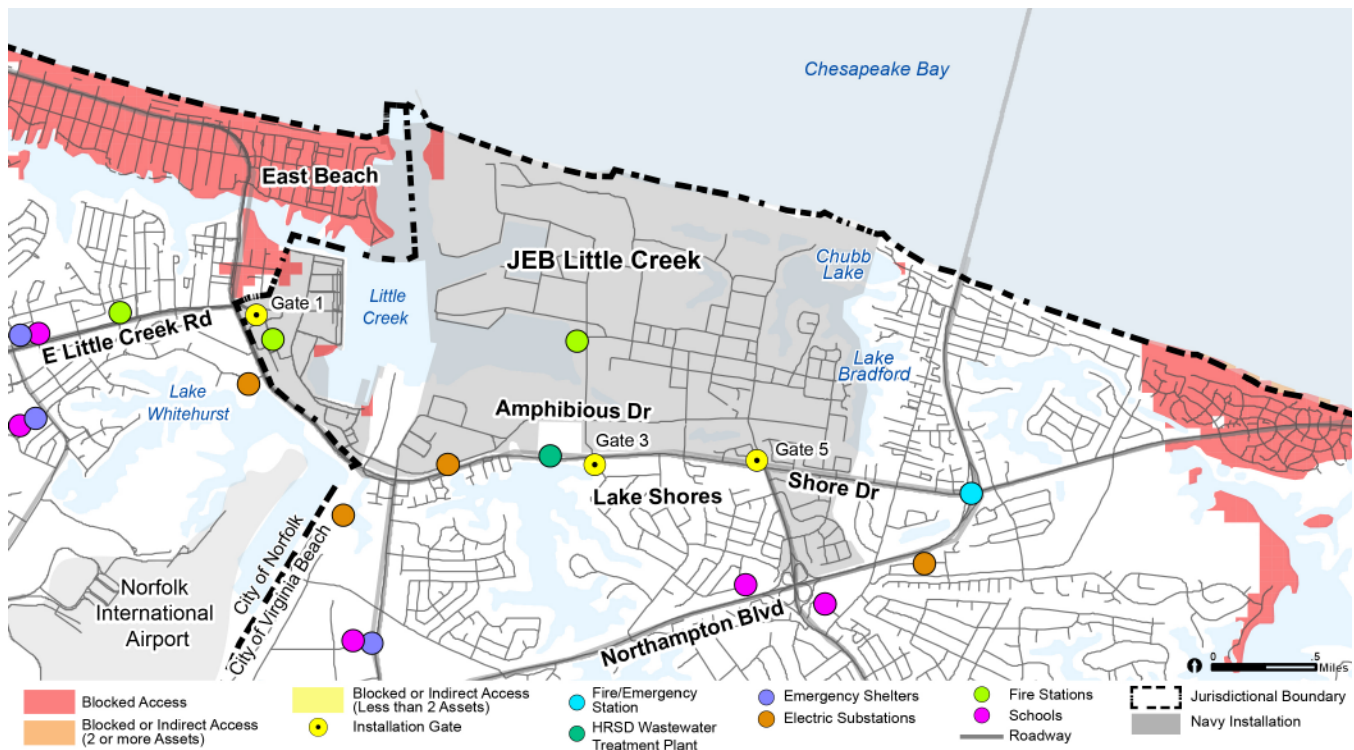 Chesapeake Bay
East Beach
JEB Little Creek
Chubb
Lake
Gate 1
Little
Creek
E Little Creek Rd
Lake
Bradford
Lake
Whitehurst
Amphibious Dr
Gate 3
Gate 5
Lake Shores
Shore Dr
City of Norfolk
City of Virginia Beach
Norfolk
International
Airport
Northampton Blvd
0 .5
Miles
Blocked Access
Blocked or Indirect Access
(2 or more Assets)
Blocked or Indirect Access
(Less than 2 Assets)
Installation Gate
Fire/Emergency
Station
HRSD Wastewater
Treatment Plant
Emergency Shelters
Electric Substations
Fire Stations
Schools
Roadway
Jurisdictional Boundary
Navy Installation